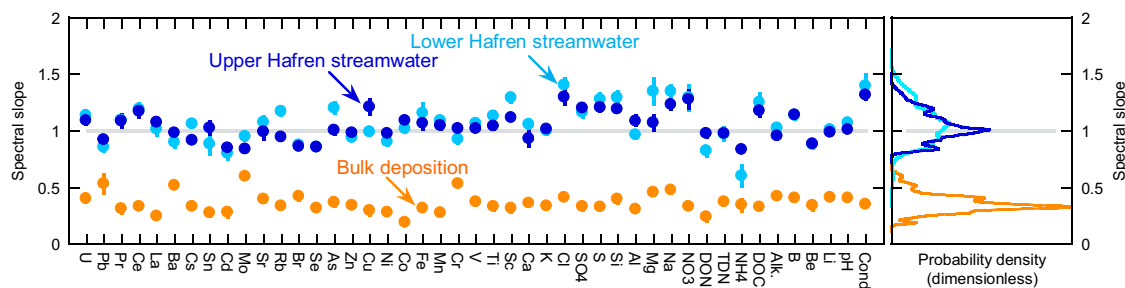 2
1.5
1
0.5
0
Spectral slope
Lower Hafren streamwater
Upper Hafren streamwater
Bulk deposition
U
Pb
Pr
Ce
La
Ba
Cs
Sn
Cd
Mo
Sr
Rb
Br
Se
As
Zn
Cu
Ni
Co
Fe
Mn
Cr
V
Ti
Sc
Ca
K
Cl
SO4
S
Si
Al
Mg
Na
NO3
DON
TDN
NH4
DOC
Alk.
B
Be
Li
pH
Cond
2
1.5
1
0.5
0
Spectral slope
Probability density
(dimensionless)